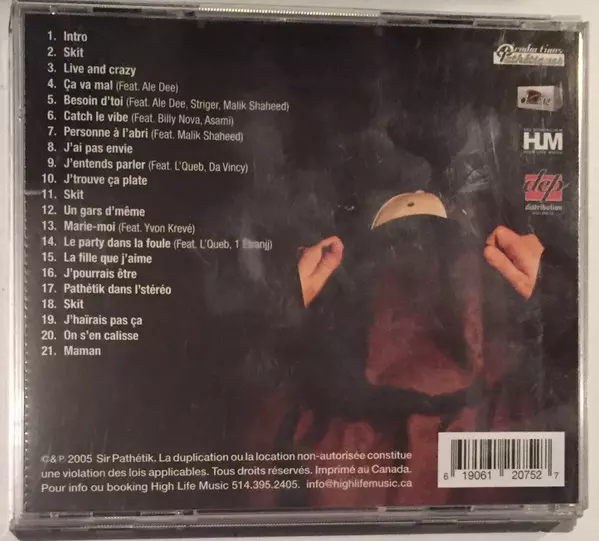 1. Intro
2. Skit
3. Live and crazy
4. Ça va mal (Feat. Ale Dee)
5. Besoin d'toi (Feat. Ale Dee, Striger, Malik Shaheed)
6. Catch le vibe (Feat. Billy Nova, Asami)
7. Personne à l'abri (Feat. Malik Shaheed)
8. J'ai pas envie
9. J'entends parler (Feat. L'Queb, Da Vincy)
10. J'trouve ça plate
11. Skit
12. Un gars d'même
13. Marie-moi (Feat. Yvon Krevé)
14. Le party dans la foule (Feat. L'Queb, 1 Étranjj)
15. La fille que j'aime
16. J'pourrais être
17. Pathétik dans l'stéréo
18. Skit
19. J'haïrais pas ça
20. On s'en calisse
21. Maman
Productions
Pathétiques
HLM
dep
distribution
©&P. 2005 Sir Pathétik. La duplication ou la location non-autorisée constitue
une violation des lois applicables. Tous droits réservés. Imprimé au Canada.
Pour info ou booking High Life Music 514.395.2405. info@highlifemusic.ca
6 19061 20752 7